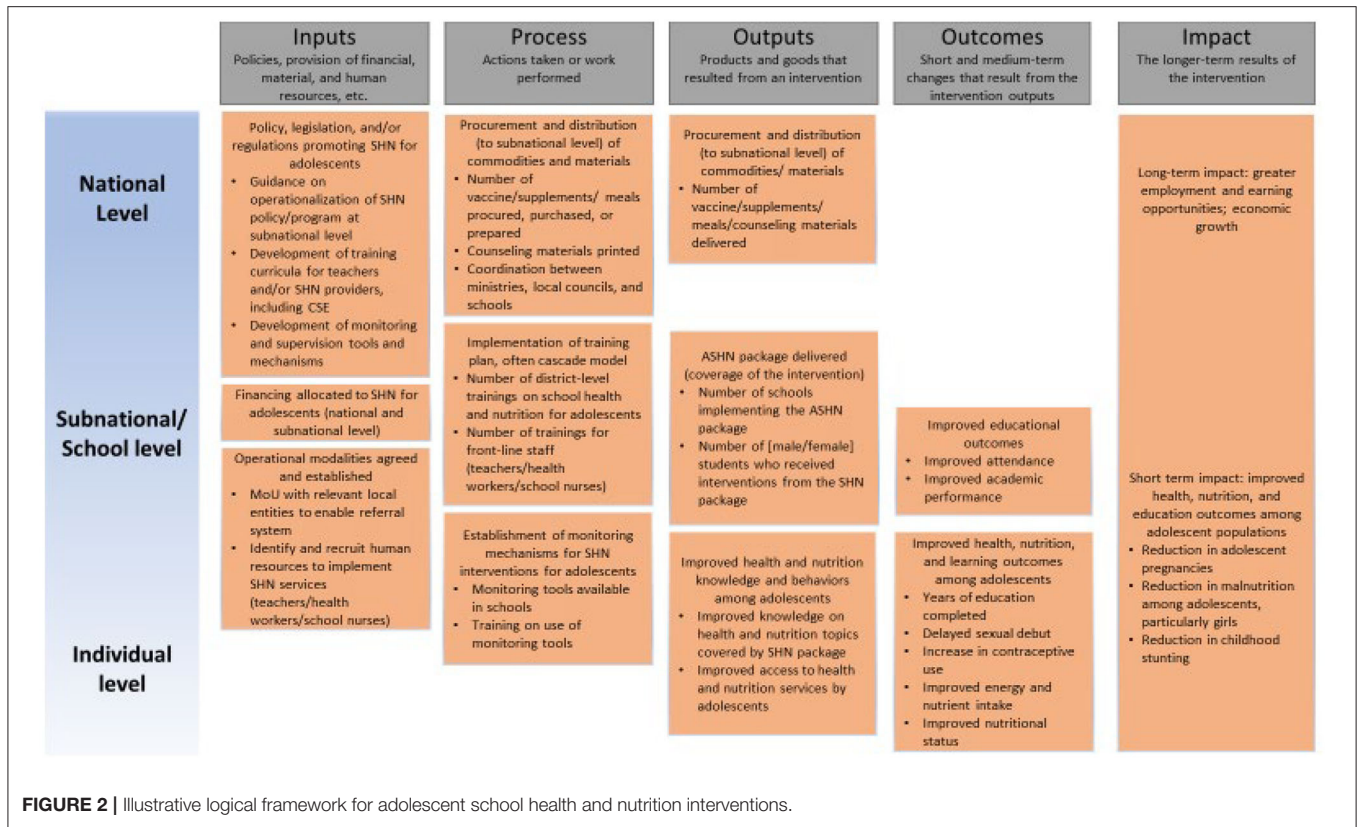 Inputs
Policies, provision of financial,
material, and human
resources, etc.
Process
Actions taken or work
performed
Outputs
Products and goods that
resulted from an intervention
Outcomes
Short and medium-term
changes that result from the
intervention outputs
Impact
The longer-term results of
the intervention
National
Level
Subnational/
School level
Individual
level
Policy, legislation, and/or
regulations promoting SHN for
adolescents
• Guidance on
operationalization of SHN
policy/program at
subnational level
• Development of training
curricula for teachers
and/or SHN providers,
including CSE
• Development of monitoring
and supervision tools and
mechanisms
Financing allocated to SHN for
adolescents (national and
subnational level)
Operational modalities agreed
and established
• MoU with relevant local
entities to enable referral
system
• Identify and recruit human
resources to implement
SHN services
(teachers/health
workers/school nurses)
Procurement and distribution
(to subnational level) of
commodities and materials
• Number of
vaccine/supplements/ meals
procured, purchased, or
prepared
• Counseling materials printed
• Coordination between
ministries, local councils, and
schools
Implementation of training
plan, often cascade model
• Number of district-level
trainings on school health
and nutrition for adolescents
• Number of trainings for
front-line staff
(teachers/health
workers/school nurses)
Establishment of monitoring
mechanisms for SHN
interventions for adolescents
• Monitoring tools available
in schools
• Training on use of
monitoring tools
Procurement and distribution
(to subnational level) of
commodities/ materials
• Number of
vaccine/supplements/
meals/counseling materials
delivered
ASHN package delivered
(coverage of the intervention)
• Number of schools
implementing the ASHN
package
• Number of [male/female]
students who received
interventions from the SHN
package
Improved health and nutrition
knowledge and behaviors
among adolescents
• Improved knowledge on
health and nutrition topics
covered by SHN package
• Improved access to health
and nutrition services by
adolescents
Improved educational
outcomes
• Improved attendance
• Improved academic
performance
Improved health, nutrition,
and learning outcomes
among adolescents
• Years of education
completed
• Delayed sexual debut
• Increase in contraceptive
use
• Improved energy and
nutrient intake
• Improved nutritional
status
Long-term impact: greater
employment and earning
opportunities; economic
growth
Short term impact: improved
health, nutrition, and
education outcomes among
adolescent populations
• Reduction in adolescent
pregnancies
• Reduction in malnutrition
among adolescents,
particularly girls
• Reduction in childhood
stunting
FIGURE 2 | Illustrative logical framework for adolescent school health and nutrition interventions.